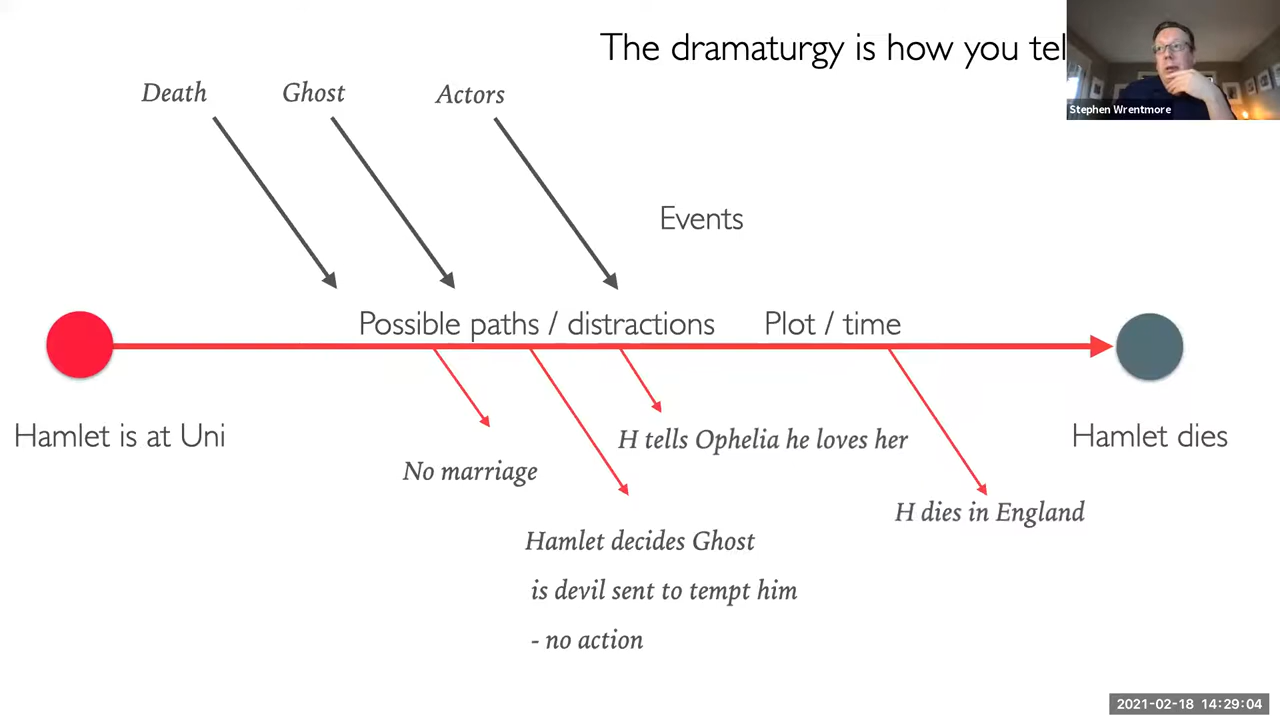 The dramaturgy is how you tel
Stephen Wrentmore
Death
Ghost
Actors
Events
Possible paths / distractions
Plot / time
Hamlet is at Uni
Hamlet dies
H tells Ophelia he loves her
No marriage
H dies in England
Hamlet decides Ghost
is devil sent to tempt him
- no action
2021-02-18 14:29:04